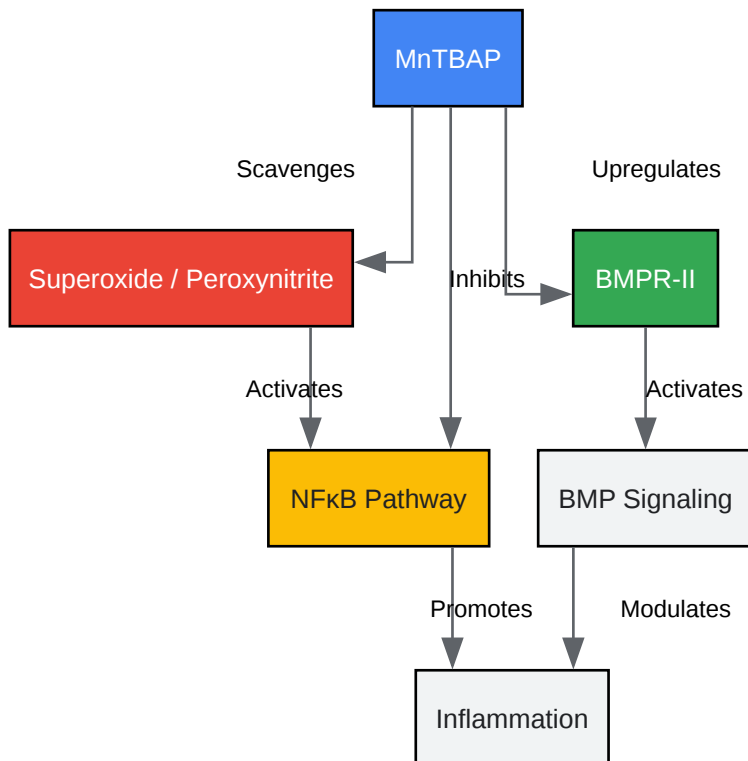 MnTBAP
Scavenges
Upregulates
Superoxide / Peroxynitrite
Inhibits
BMPR-II
Activates
Activates
NFκB Pathway
BMP Signaling
Promotes
Modulates
Inflammation